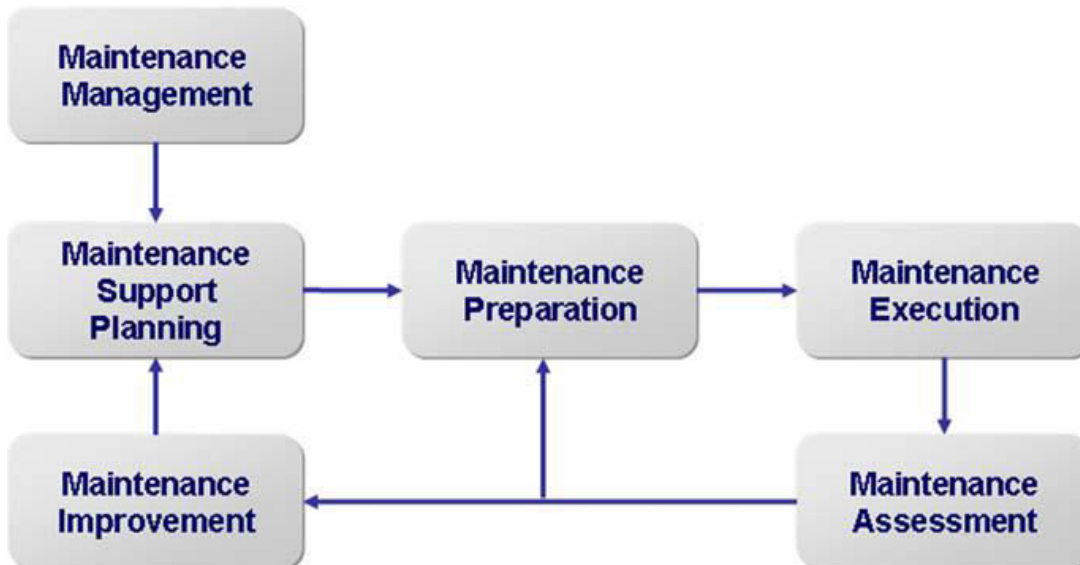 Maintenance
Management
Maintenance
Support
Planning
Maintenance
Preparation
Maintenance
Execution
Maintenance
Improvement
Maintenance
Assessment